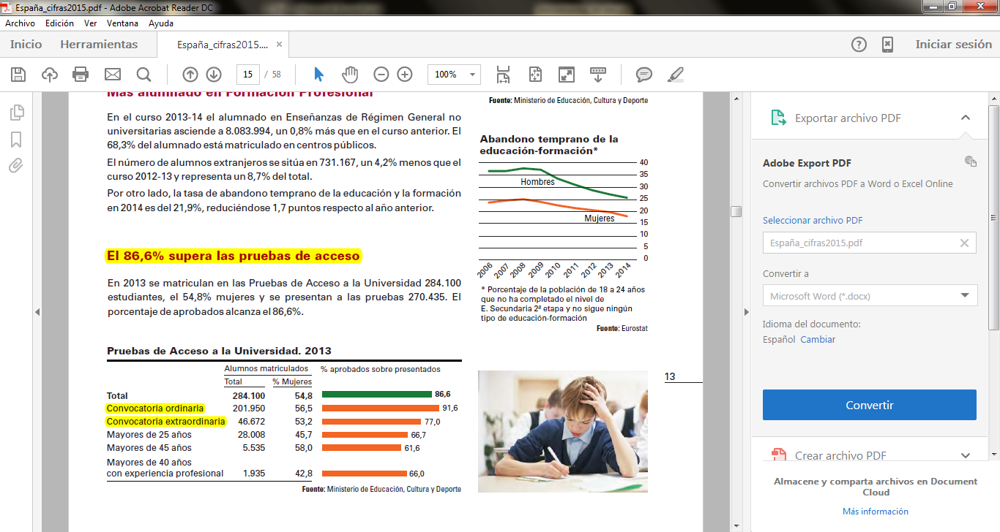 España_cifras2015.pdf - Adobe Acrobat Reader DC
Archivo Edición Ver Ventana Ayuda
Inicio Herramientas España_cifras2015.... × Iniciar sesión
15 / 58 100%
Más alumnado en Formación Profesional
En el curso 2013-14 el alumnado en Enseñanzas de Régimen General no
universitarias asciende a 8.083.994, un 0,8% más que en el curso anterior. El
68,3% del alumnado está matriculado en centros públicos.
El número de alumnos extranjeros se sitúa en 731.167, un 4,2% menos que el
curso 2012-13 y representa un 8,7% del total.
Por otro lado, la tasa de abandono temprano de la educación y la formación
en 2014 es del 21,9%, reduciéndose 1,7 puntos respecto al año anterior.
El 86,6% supera las pruebas de acceso
En 2013 se matriculan en las Pruebas de Acceso a la Universidad 284.100
estudiantes, el 54,8% mujeres y se presentan a las pruebas 270.435. El
porcentaje de aprobados alcanza el 86,6%.
Pruebas de Acceso a la Universidad. 2013
Alumnos matriculados % aprobados sobre presentados
Total % Mujeres
Total 284.100 54,8 86,6
Convocatoria ordinaria 201.950 56,5 91,6
Convocatoria extraordinaria 46.672 53,2 77,0
Mayores de 25 años 28.008 45,7 66,7
Mayores de 45 años 5.535 58,0 61,6
Mayores de 40 años
con experiencia profesional 1.935 42,8 66,0
Fuente: Ministerio de Educación, Cultura y Deporte
Fuente: Ministerio de Educación, Cultura y Deporte
Abandono temprano de la
educación-formación*
40
35
Hombres
30
25
20
Mujeres
15
10
5
0
2006 2007 2008 2009 2010 2011 2012 2013 2014
* Porcentaje de la población de 18 a 24 años
que no ha completado el nivel de
E. Secundaria 2ª etapa y no sigue ningún
tipo de educación-formación
Fuente: Eurostat
13
Exportar archivo PDF
Adobe Export PDF
Convertir archivos PDF a Word o Excel Online
Seleccionar archivo PDF
España_cifras2015.pdf
Convertir a
Microsoft Word (*.docx)
Idioma del documento:
Español Cambiar
Convertir
Crear archivo PDF
Almacene y comparta archivos en Document
Cloud
Más información